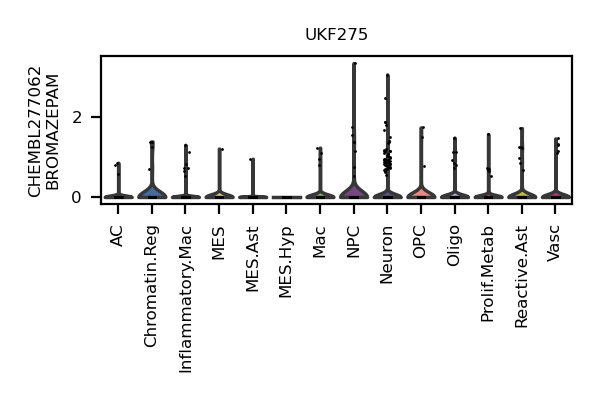 UKF275
CHEMBL277062
BROMAZEPAM
2
0
AC
Chromatin.Reg
Inflammatory.Mac
MES
MES.Ast
MES.Hyp
Mac
NPC
Neuron
OPC
Oligo
Prolif.Metab
Reactive.Ast
Vasc